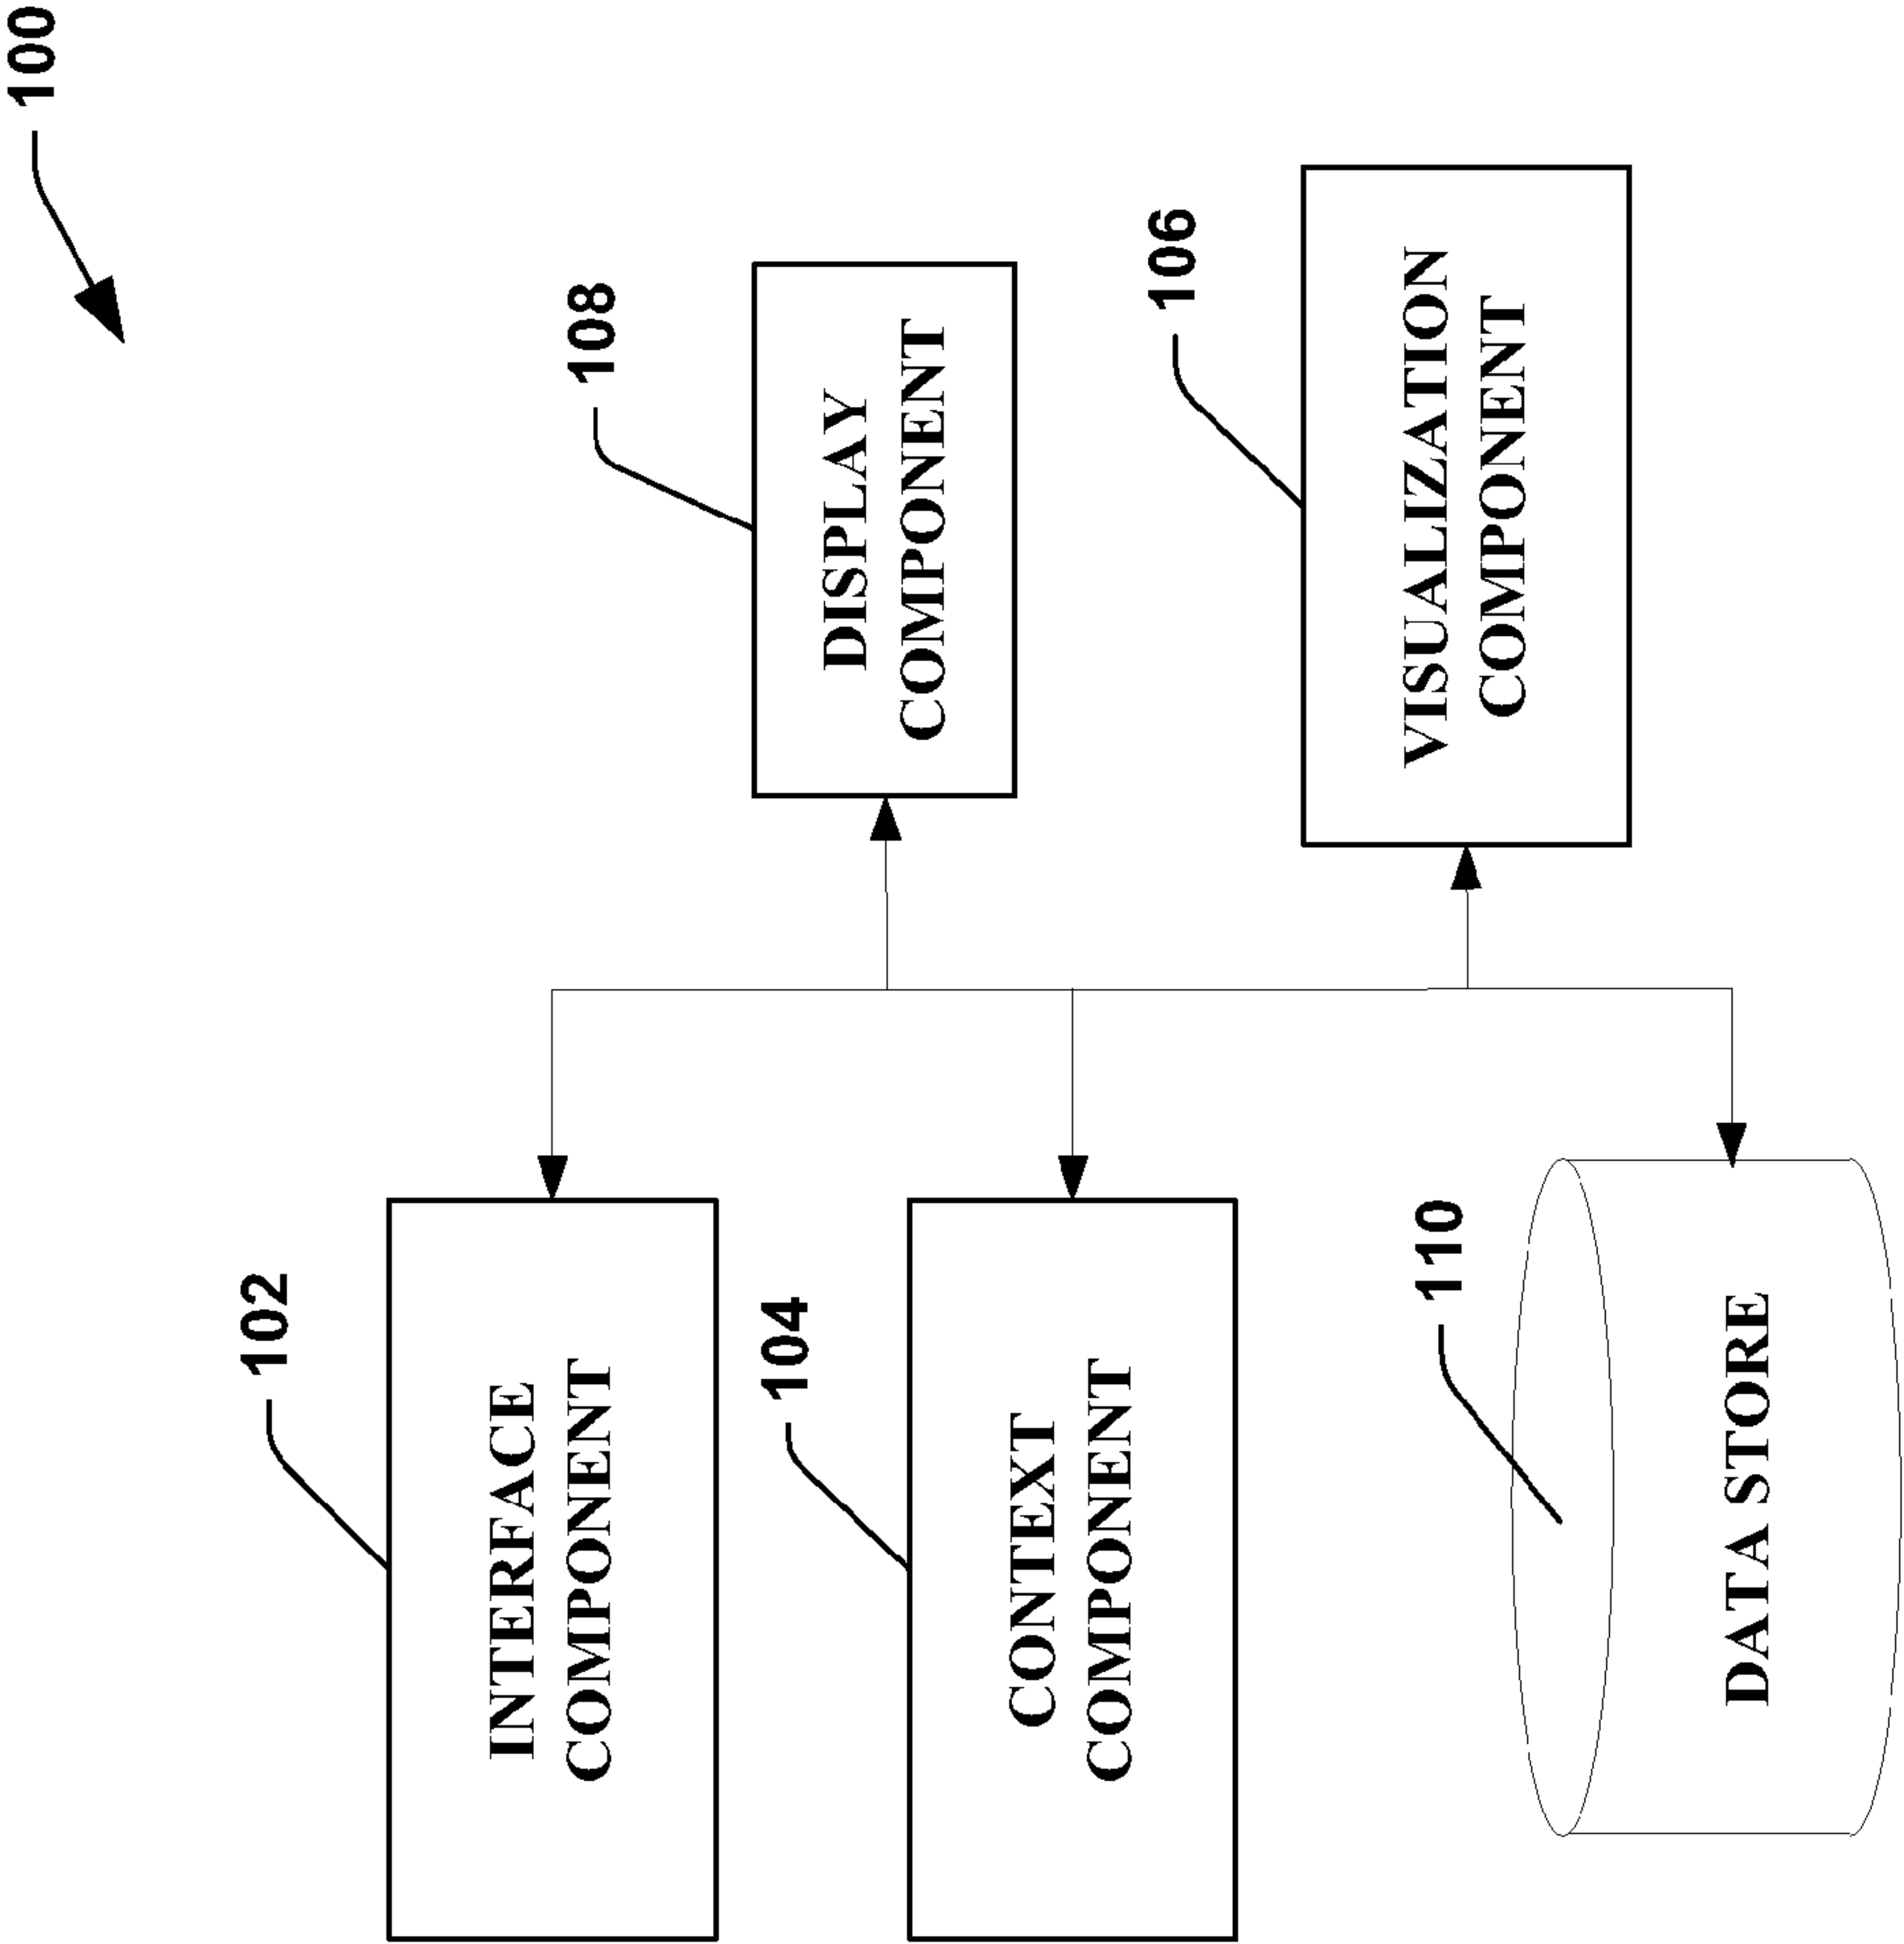 100
102
INTERFACE
COMPONENT
108
DISPLAY
COMPONENT
104
CONTEXT
COMPONENT
106
VISUALIZATION
COMPONENT
110
DATA STORE